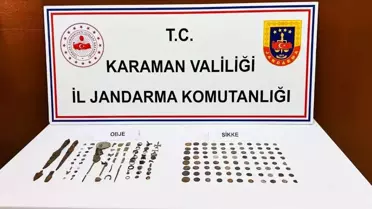 T.C.
KARAMAN VALİLİĞİ
İL JANDARMA KOMUTANLIĞI
OBJE
SİKKE